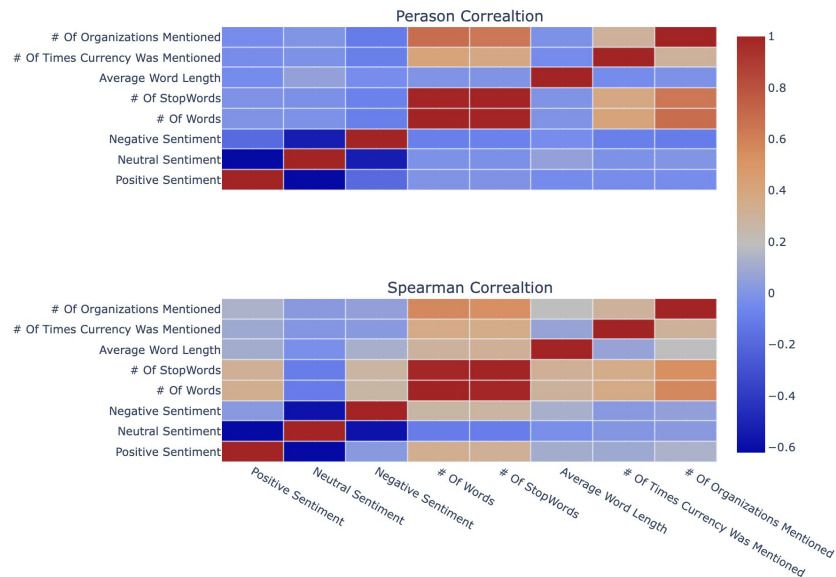 Perason Correaltion
# Of Organizations Mentioned
# Of Times Currency Was Mentioned
Average Word Length
# Of StopWords
# Of Words
Negative Sentiment
Neutral Sentiment
Positive Sentiment
1
0.8
0.6
0.4
0.2
0
−0.2
−0.4
−0.6
Spearman Correaltion
# Of Organizations Mentioned
# Of Times Currency Was Mentioned
Average Word Length
# Of StopWords
# Of Words
Negative Sentiment
Neutral Sentiment
Positive Sentiment
Positive Sentiment
Neutral Sentiment
Negative Sentiment
# Of Words
# Of StopWords
Average Word Length
# Of Times Currency Was Mentioned
# Of Organizations Mentioned